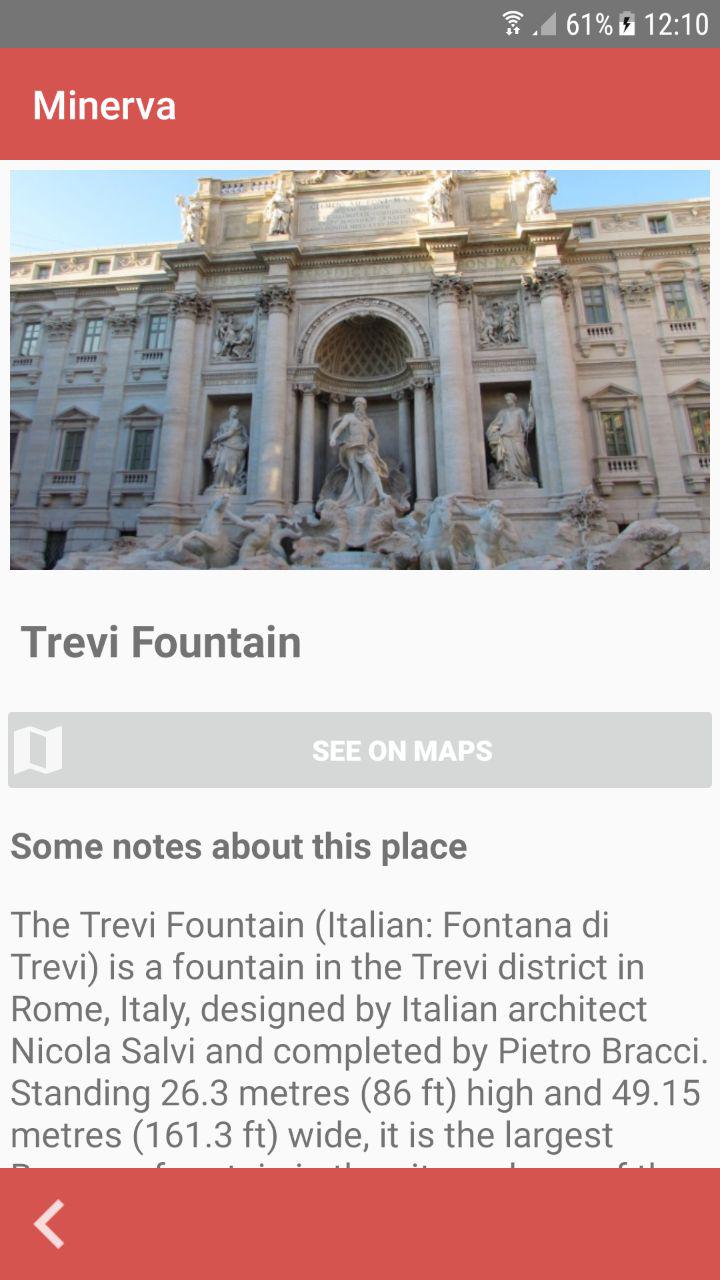 61% 12:10
Minerva
Trevi Fountain
SEE ON MAPS
Some notes about this place
The Trevi Fountain (Italian: Fontana di
Trevi) is a fountain in the Trevi district in
Rome, Italy, designed by Italian architect
Nicola Salvi and completed by Pietro Bracci.
Standing 26.3 metres (86 ft) high and 49.15
metres (161.3 ft) wide, it is the largest